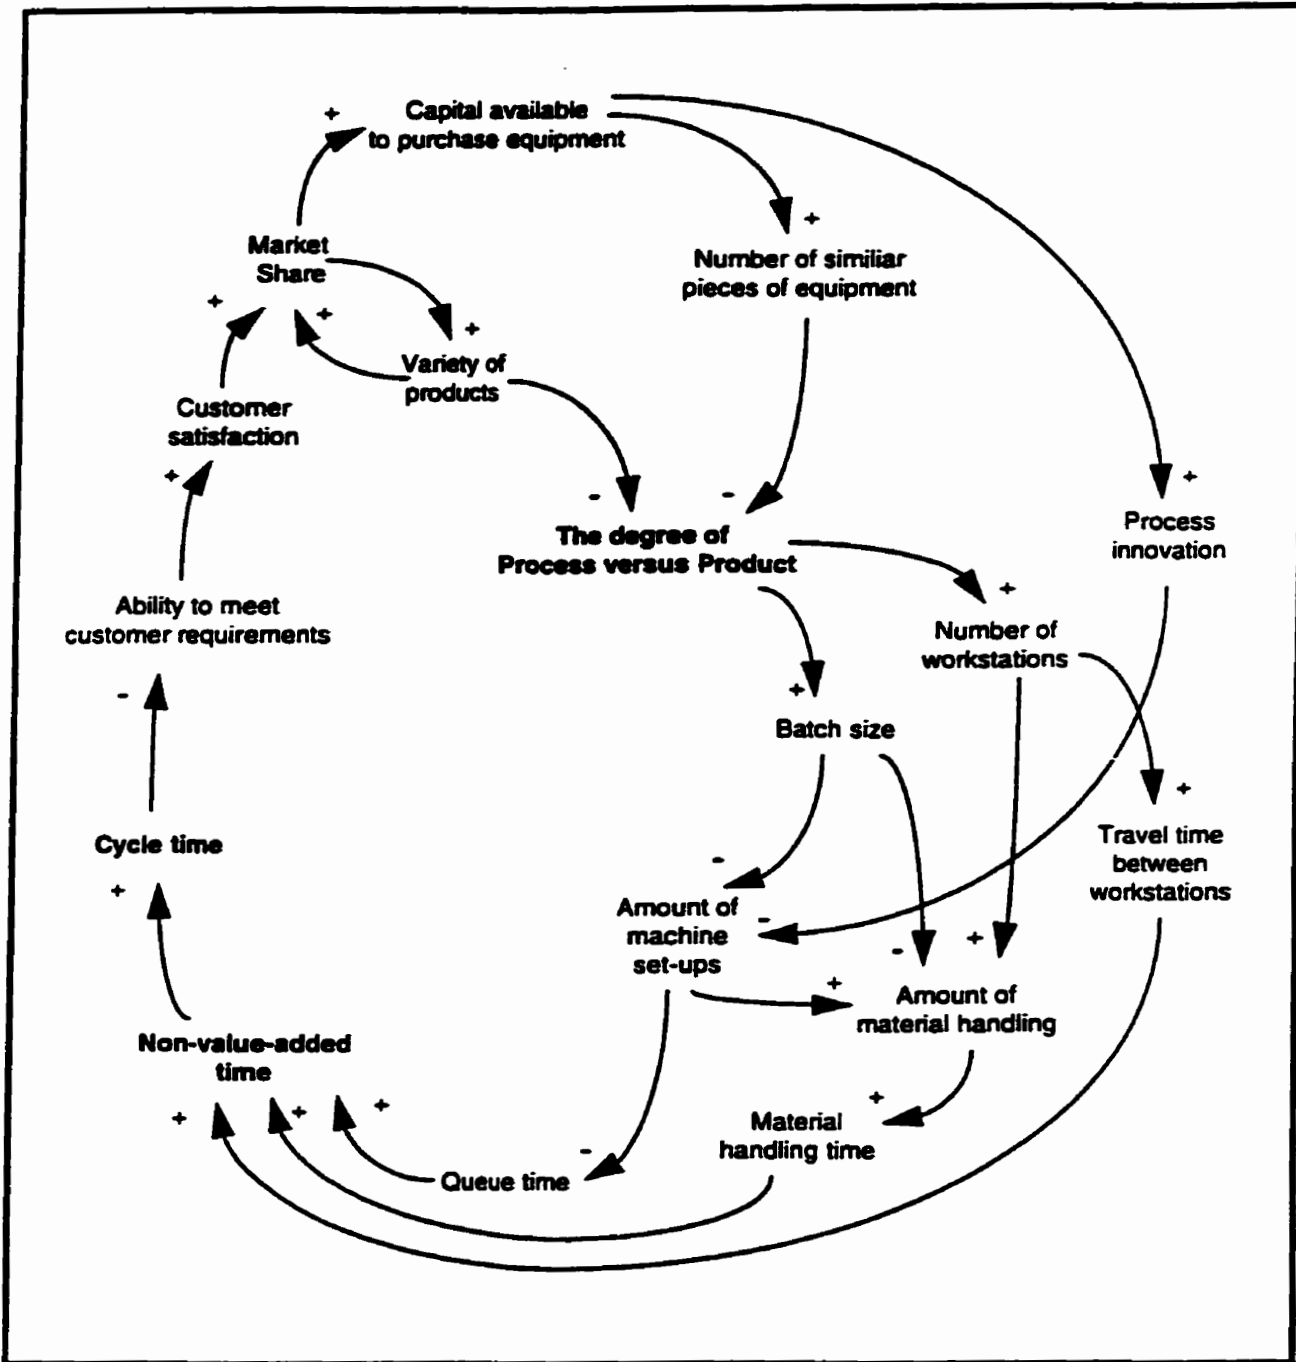 +
Capital available
to purchase equipment
+
Market
Share
Number of similiar
pieces of equipment
+
+
+
Variety of
products
Customer
satisfaction
+
-
-
The degree of
Process versus Product
+
Process
innovation
Ability to meet
customer requirements
+
Number of
workstations
-
+
Batch size
+
Travel time
between
workstations
Cycle time
+
-
Amount of
machine
set-ups
-
-
+
+
Amount of
material handling
Non-value-added
time
+
+
+
+
Material
handling time
-
Queue time